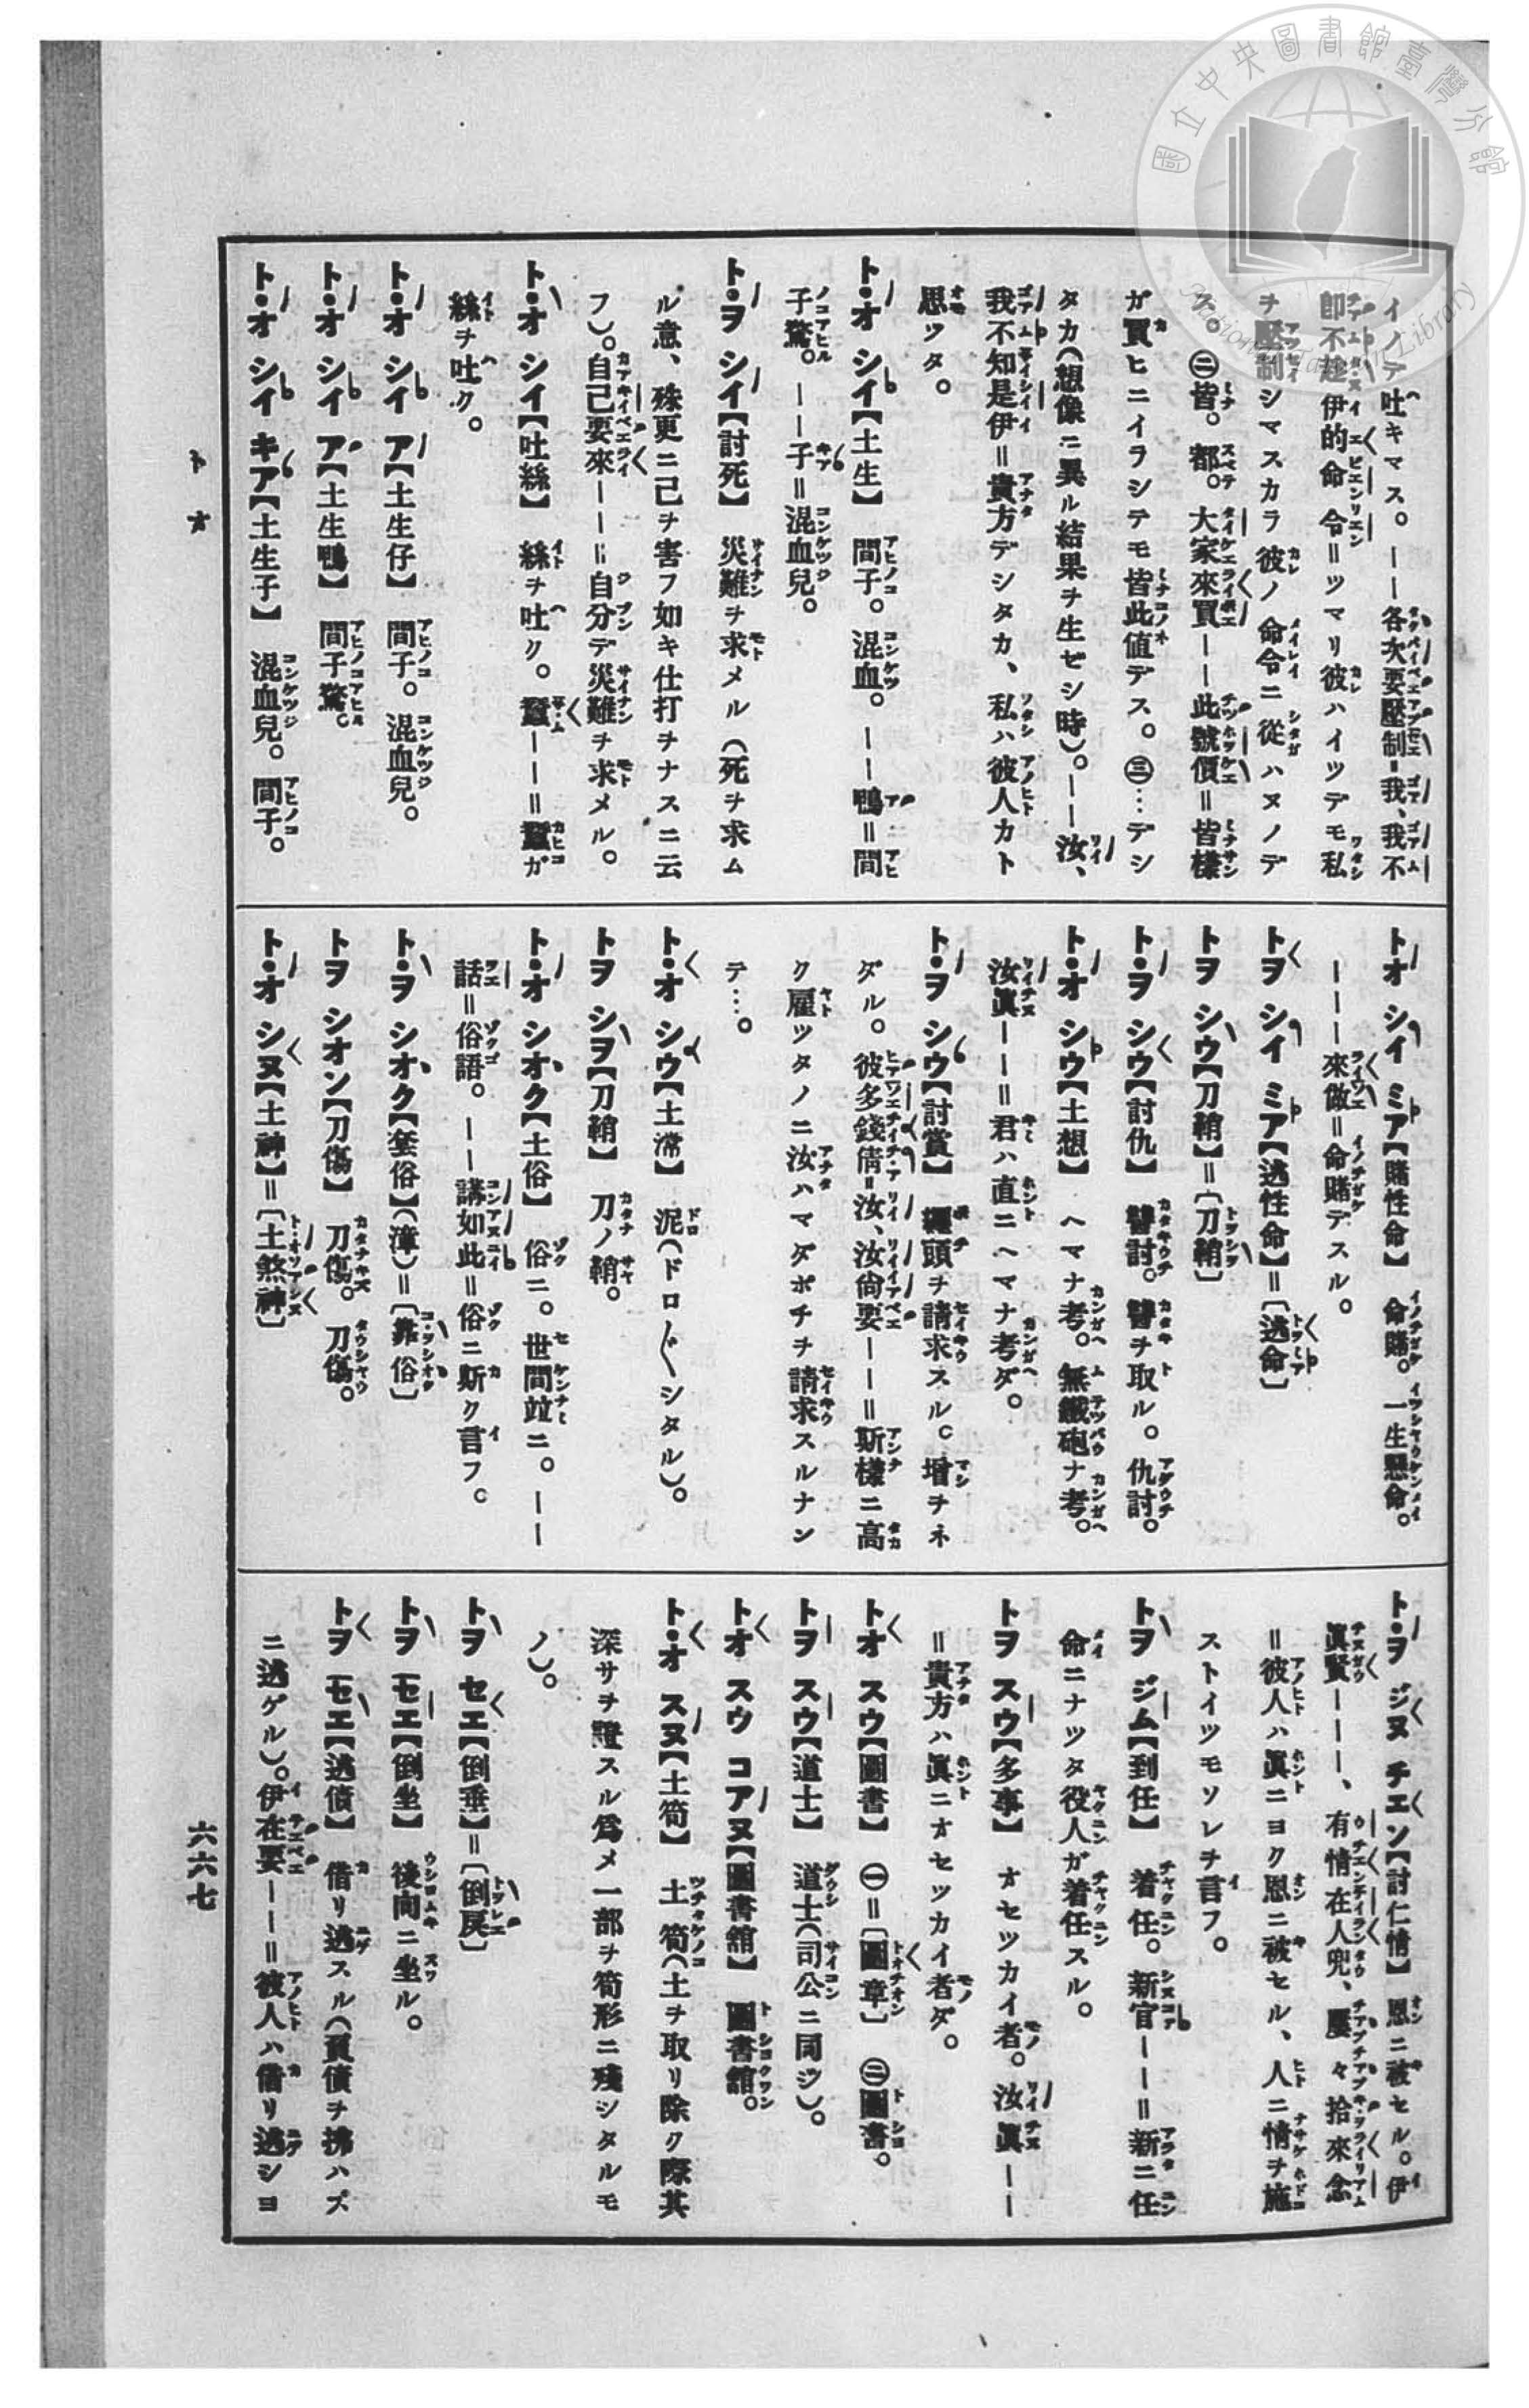 イノデ吐キマス。――各次要壓制=我、我不
卽不趁伊的命令=ツマリ彼ハイツデモ私
ヲ壓制シマスカラ彼ノ命令ニ從ハヌノデ
ス。㊁皆。都。大家來買――此號價=皆樣
ガ買ヒニイラシテモ皆此値デス。㊂…デシ
タカ(想像ニ異ル結果ヲ生ゼシ時)。――汝、
我不知是伊=貴方デシタカ、私ハ彼人カト
思ツタ。
ト・オ シイ【土生】 間子。混血。――鴨=間
子鶩。――子=混血兒。
ト・ヲ シイ【討死】 災難ヲ求メル(死ヲ求ム
ル意、殊更ニ己ヲ害フ如キ仕打ヲナスニ云
フ)。自己要來――=自分デ災難ヲ求メル。
ト・オ シイ【吐絲】 絲ヲ吐ク。蠶――=蠶ガ
絲ヲ吐ク。
ト・オ シイ ア【土生仔】 間子。混血兒。
ト・オ シイ ア【土生鴨】 間子鶩。
ト・オ シイ キア【土生子】 混血兒。間子。
トオ シイ ミア【賭性命】 命賭。一生懸命。
―――來做=命賭デスル。
トヲ シイ ミア【逃性命】=〔逃命〕
トヲ シウ【刀鞘】=〔刀鞘〕
ト・ヲ シウ【討仇】 讐討。讐ヲ取ル。仇討。
ト・オ シウ【土想】 ヘマナ考。無鐵砲ナ考。
汝眞――=君ハ直ニヘマナ考ダ。
ト・ヲ シウ【討賞】 纏頭ヲ請求スル。增ヲネ
ダル。彼多錢倩=汝、汝尙要――=斯樣ニ高
ク雇ツタノニ汝ハマダポチヲ請求スルナン
テ…。
ト・オ シウ【土滯】 泥(ドロ〲シタル)。
トヲ シヲ【刀鞘】 刀ノ鞘。
ト・オ シオク【土俗】 俗ニ。世間竝ニ。――
話=俗語。――講如此=俗ニ斯ク言フ。
ト・ヲ シオク【套俗】(漳)=〔靠俗〕
トヲ シオン【刀傷】 刀傷。刀傷。
ト・オ シヌ【土神】=〔土煞神〕
ト・ヲ ジヌ チエン【討仁情】 恩ニ被セル。伊
眞賢―――、有情在人兜、屢々拾來念
=彼人ハ眞ニヨク恩ニ被セル、人ニ情ヲ施
ストイツモソレヲ言フ。
トヲ ジム【到任】 着任。新官――=新ニ任
命ニナツタ役人ガ着任スル。
トヲ スウ【多事】 オセツカイ者。汝眞――
=貴方ハ眞ニオセツカイ者ダ。
トオ スウ【圖書】 ㊀=〔圖章〕 ㊁圖書。
トヲ スウ【道士】 道士(司公ニ同ジ)。
トオ スウ コアヌ【圖書館】 圖書館。
ト・オ スヌ【土筍】 土筍(土ヲ取リ除ク際其
深サヲ證スル爲メ一部ヲ筍形ニ殘シタルモ
ノ)。
トヲ セエ【倒垂】=〔倒戾〕
トヲ セエ【倒坐】 後向ニ坐ル。
トヲ セエ【逃債】 借リ逃スル(負債ヲ拂ハズ
ニ逃ゲル)。伊在要――=彼人ハ借リ逃シヨ
ト オ
六六七
國立中央圖書館臺灣分館